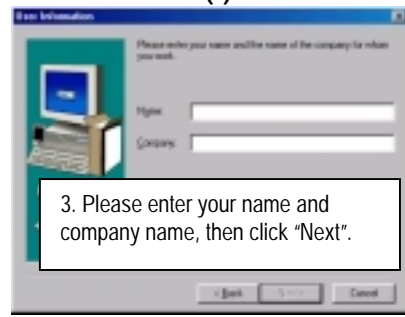 User Information
Please enter your name and the name of the company for whom
you work.
Name:
Company:
3. Please enter your name and
company name, then click “Next”.
< Back
Cancel